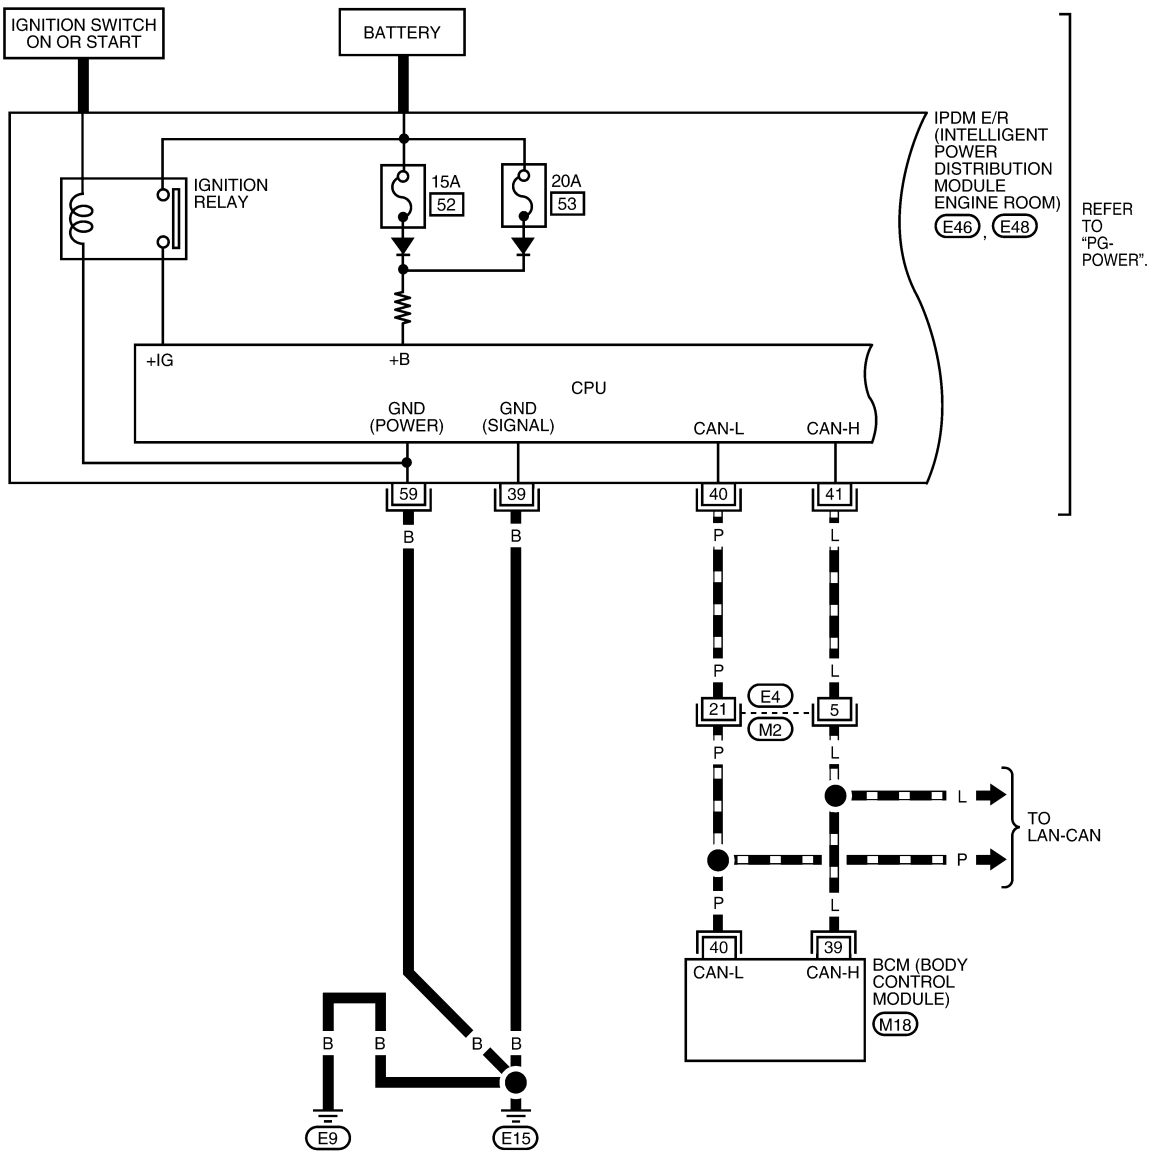 IGNITION SWITCH
ON OR START
BATTERY
IPDM E/R
(INTELLIGENT
POWER
DISTRIBUTION
MODULE
ENGINE ROOM)
E46 , E48
REFER
TO
“PG-
POWER”.
IGNITION
RELAY
15A
52
20A
53
+IG
+B
CPU
GND
(POWER)
GND
(SIGNAL)
CAN-L
CAN-H
59
39
40
41
B
B
P
L
P
L
21
E4
M2
5
P
L
L
TO
LAN-CAN
P
P
L
40
39
CAN-L
CAN-H
BCM (BODY
CONTROL
MODULE)
M18
B
B
B
B
E9
E15